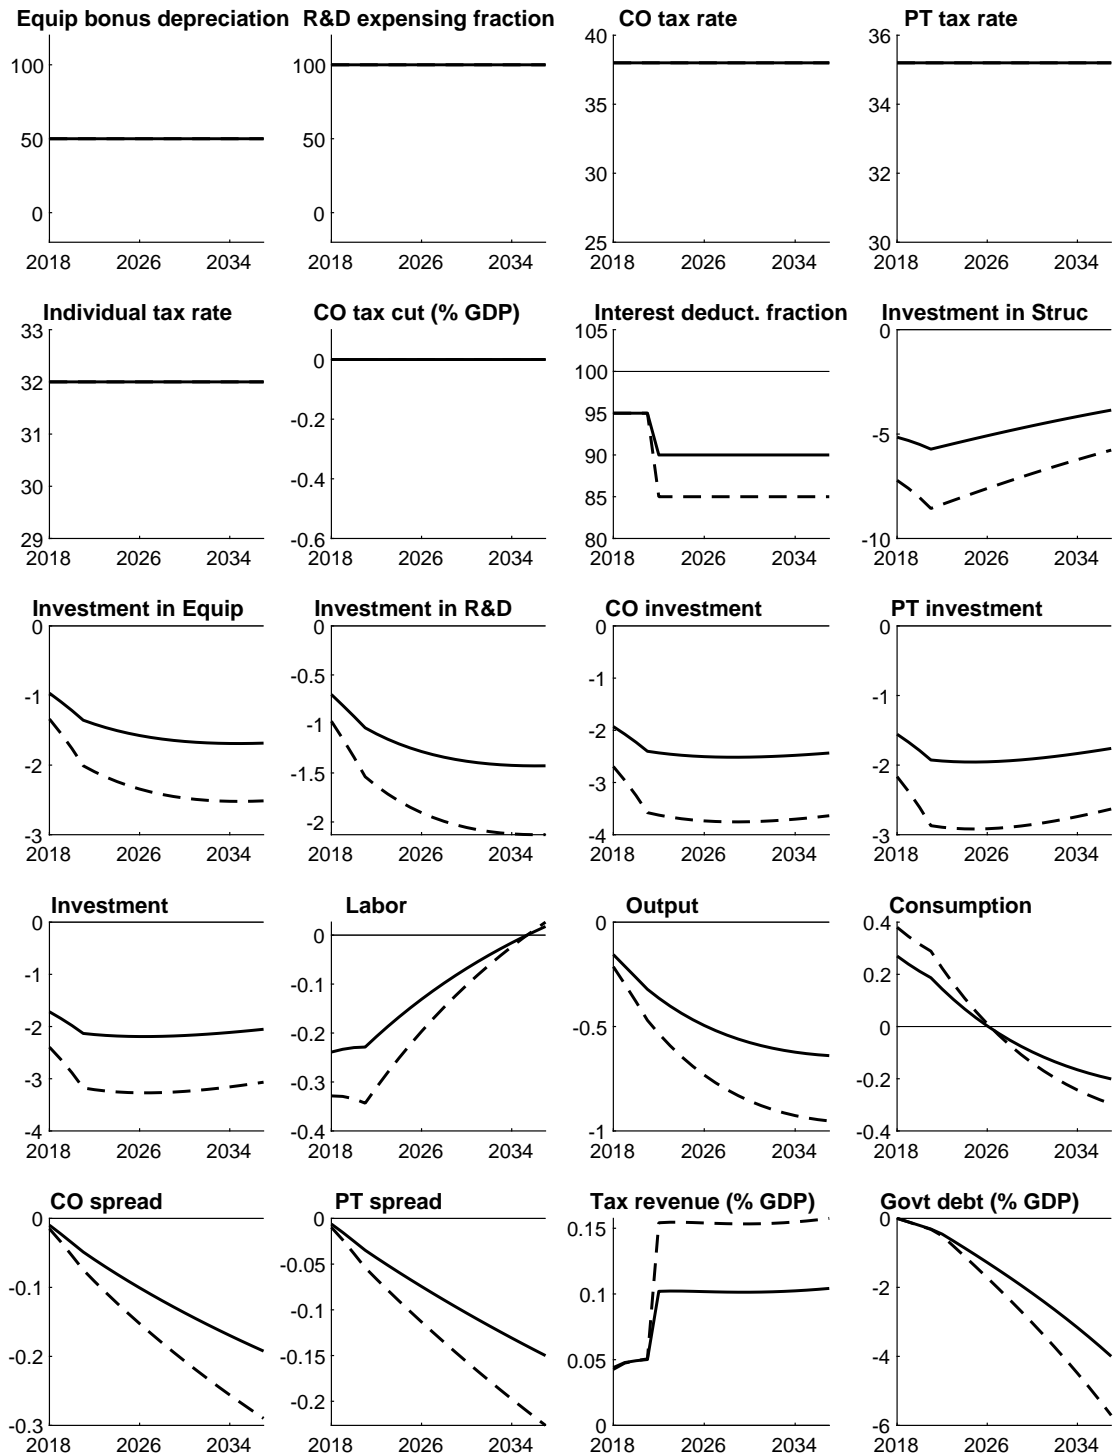 Equip bonus depreciation
100
50
0
2018 2026 2034
R&D expensing fraction
100
50
0
2018 2026 2034
CO tax rate
40
35
30
25
2018 2026 2034
PT tax rate
36
34
32
30
2018 2026 2034
Individual tax rate
33
32
31
30
29
2018 2026 2034
CO tax cut (% GDP)
0
-0.2
-0.4
-0.6
2018 2026 2034
Interest deduct. fraction
105
100
95
90
85
80
2018 2026 2034
Investment in Struc
0
-5
-10
2018 2026 2034
Investment in Equip
0
-1
-2
-3
2018 2026 2034
Investment in R&D
0
-0.5
-1
-1.5
-2
2018 2026 2034
CO investment
0
-1
-2
-3
-4
2018 2026 2034
PT investment
0
-1
-2
-3
2018 2026 2034
Investment
0
-1
-2
-3
-4
2018 2026 2034
Labor
0
-0.1
-0.2
-0.3
-0.4
2018 2026 2034
Output
0
-0.5
-1
2018 2026 2034
Consumption
0.4
0.2
0
-0.2
-0.4
2018 2026 2034
CO spread
0
-0.1
-0.2
-0.3
2018 2026 2034
PT spread
0
-0.05
-0.1
-0.15
-0.2
2018 2026 2034
Tax revenue (% GDP)
0.15
0.1
0.05
0
2018 2026 2034
Govt debt (% GDP)
0
-2
-4
-6
2018 2026 2034